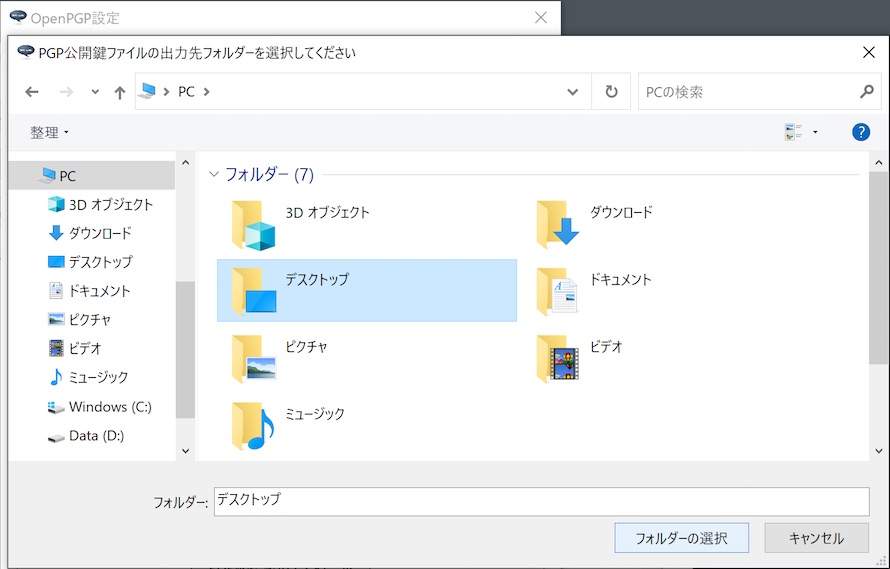 OpenPGP設定
PGP公開鍵ファイルの出力先フォルダーを選択してください
PC
PCの検索
整理
PC
3D オブジェクト
ダウンロード
デスクトップ
ドキュメント
ピクチャ
ビデオ
ミュージック
Windows (C:)
Data (D:)
フォルダー (7)
3D オブジェクト
ダウンロード
デスクトップ
ドキュメント
ピクチャ
ビデオ
ミュージック
フォルダー: デスクトップ
フォルダーの選択
キャンセル